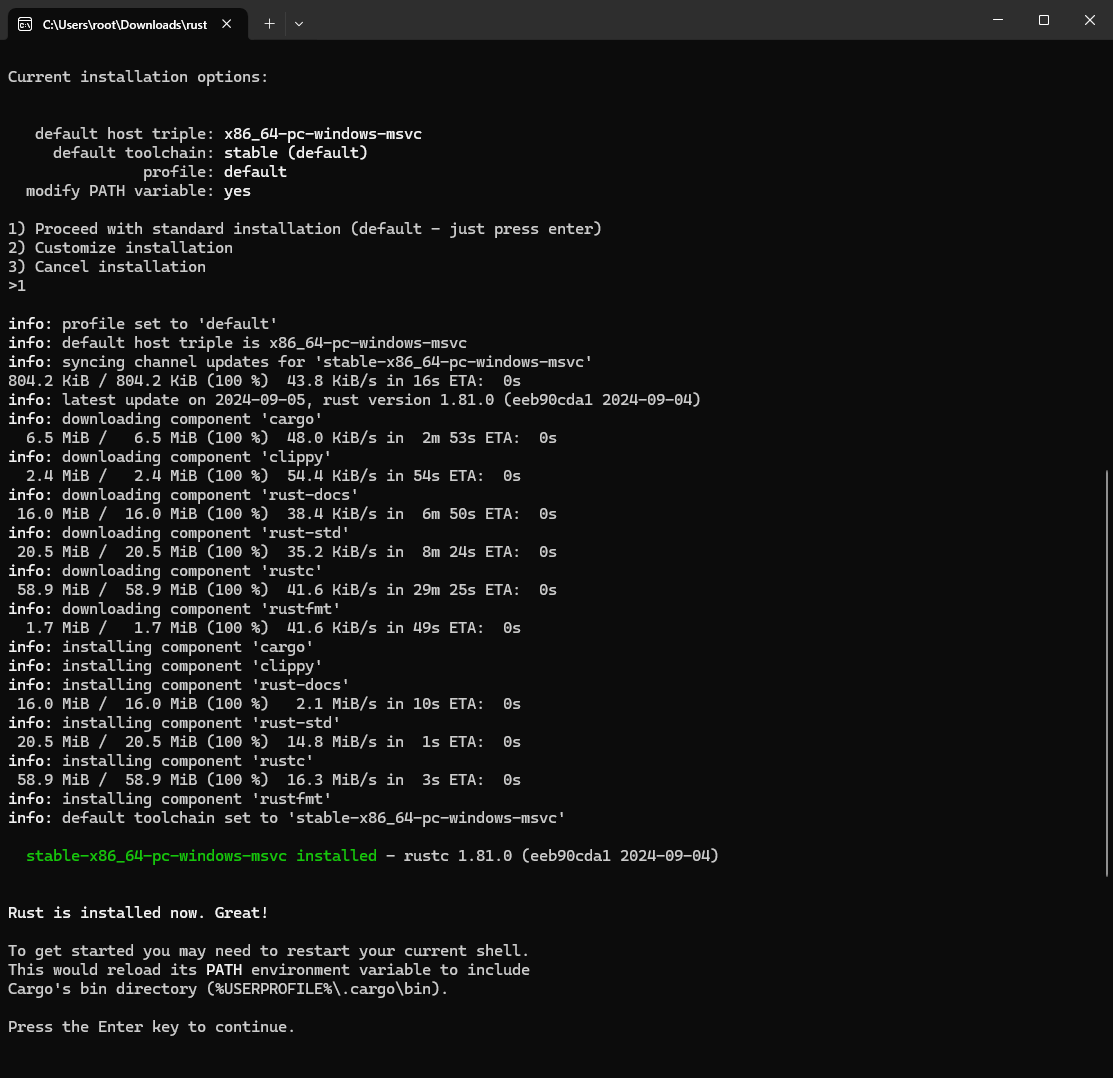 C:\Users\root\Downloads\rust
Current installation options:
default host triple: x86_64-pc-windows-msvc
default toolchain: stable (default)
profile: default
modify PATH variable: yes
1) Proceed with standard installation (default - just press enter)
2) Customize installation
3) Cancel installation
>1
info: profile set to 'default'
info: default host triple is x86_64-pc-windows-msvc
info: syncing channel updates for 'stable-x86_64-pc-windows-msvc'
804.2 KiB / 804.2 KiB (100 %)  43.8 KiB/s in 16s ETA:  0s
info: latest update on 2024-09-05, rust version 1.81.0 (eeb90cda1 2024-09-04)
info: downloading component 'cargo'
6.5 MiB /   6.5 MiB (100 %)  48.0 KiB/s in  2m 53s ETA:  0s
info: downloading component 'clippy'
2.4 MiB /   2.4 MiB (100 %)  54.4 KiB/s in 54s ETA:  0s
info: downloading component 'rust-docs'
16.0 MiB /  16.0 MiB (100 %)  38.4 KiB/s in  6m 50s ETA:  0s
info: downloading component 'rust-std'
20.5 MiB /  20.5 MiB (100 %)  35.2 KiB/s in  8m 24s ETA:  0s
info: downloading component 'rustc'
58.9 MiB /  58.9 MiB (100 %)  41.6 KiB/s in 29m 25s ETA:  0s
info: downloading component 'rustfmt'
1.7 MiB /   1.7 MiB (100 %)  41.6 KiB/s in 49s ETA:  0s
info: installing component 'cargo'
info: installing component 'clippy'
info: installing component 'rust-docs'
16.0 MiB /  16.0 MiB (100 %)   2.1 MiB/s in 10s ETA:  0s
info: installing component 'rust-std'
20.5 MiB /  20.5 MiB (100 %)  14.8 MiB/s in  1s ETA:  0s
info: installing component 'rustc'
58.9 MiB /  58.9 MiB (100 %)  16.3 MiB/s in  3s ETA:  0s
info: installing component 'rustfmt'
info: default toolchain set to 'stable-x86_64-pc-windows-msvc'
stable-x86_64-pc-windows-msvc installed - rustc 1.81.0 (eeb90cda1 2024-09-04)
Rust is installed now. Great!
To get started you may need to restart your current shell.
This would reload its PATH environment variable to include
Cargo's bin directory (%USERPROFILE%\.cargo\bin).
Press the Enter key to continue.